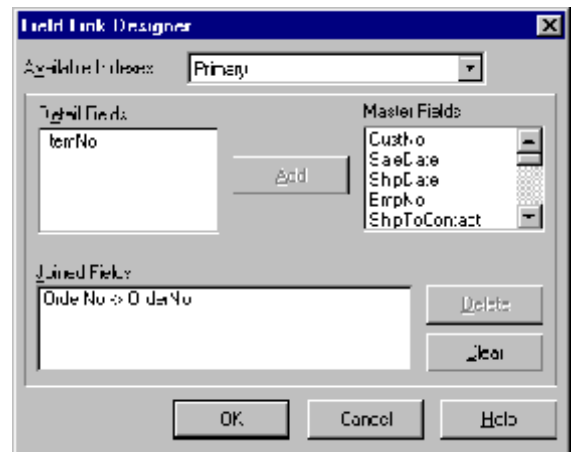 Field Link Designer
Available Indexes Primary
Detail Fields
ItemNo
Add
Master Fields
CustNo
SaleDate
ShipDate
EmpNo
ShipToContact
Joined Fields
OrderNo -> OrderNo
Delete
Clear
OK Cancel Help